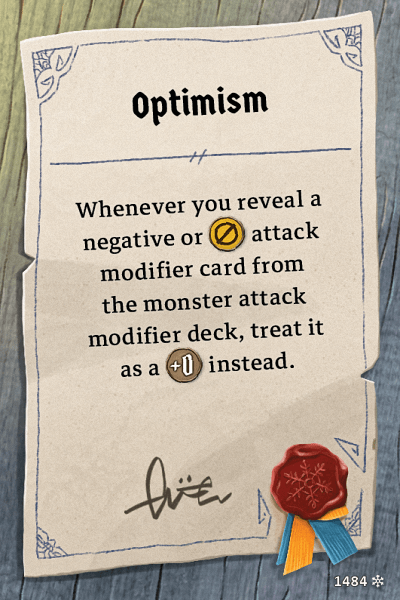 Optimism
Whenever you reveal a
negative or attack
modifier card from
the monster attack
modifier deck, treat it
as a +0 instead.
1484